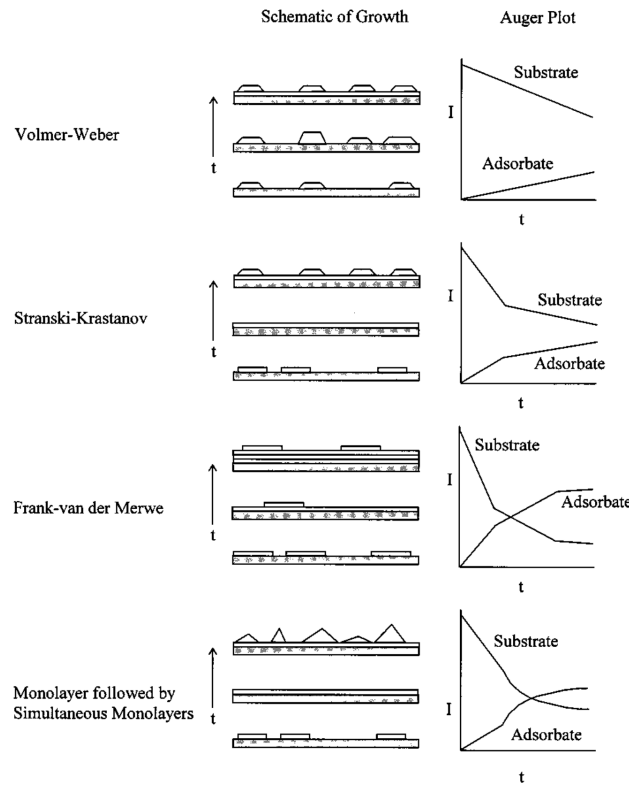 Schematic of Growth
Auger Plot
Volmer-Weber
t
I
Substrate
Adsorbate
t
Stranski-Krastanov
t
I
Substrate
Adsorbate
t
Frank-van der Merwe
t
I
Substrate
Adsorbate
t
Monolayer followed by
Simultaneous Monolayers
t
I
Substrate
Adsorbate
t